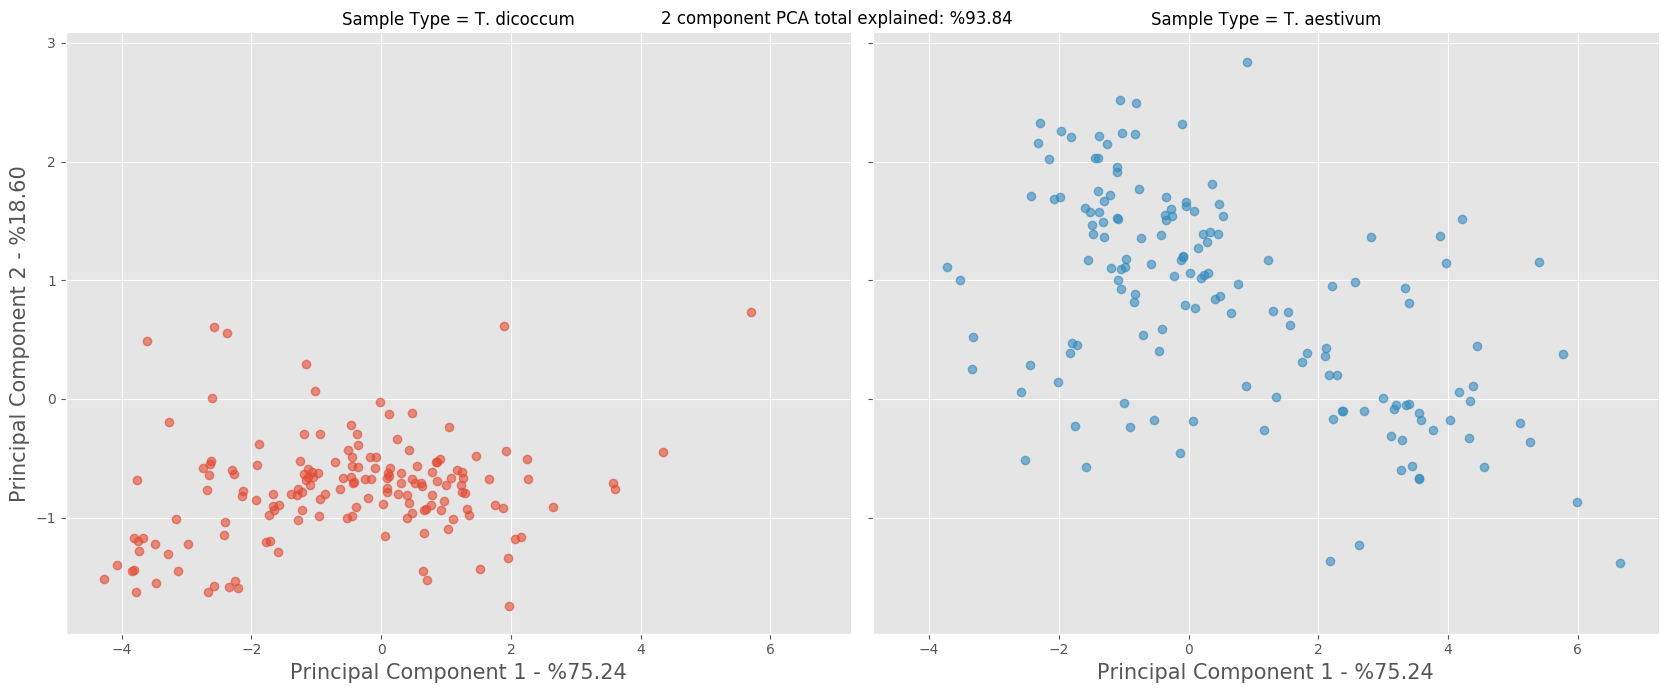 Sample Type = T. dicoccum
2 component PCA total explained: %93.84
Sample Type = T. aestivum
Principal Component 2 - %18.60
3
2
1
0
−1
−4 −2 0 2 4 6
−4 −2 0 2 4 6
Principal Component 1 - %75.24
Principal Component 1 - %75.24